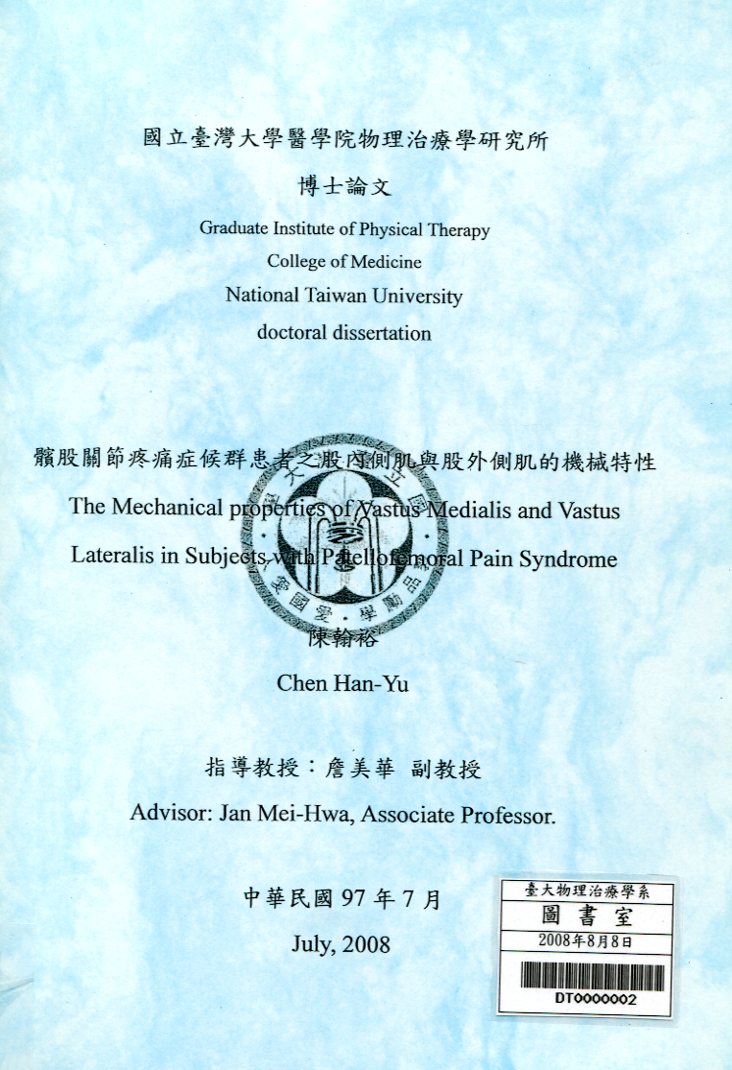 國立臺灣大學醫學院物理治療學研究所
博士論文
Graduate Institute of Physical Therapy
College of Medicine
National Taiwan University
doctoral dissertation
髕股關節疼痛症候群患者之股內側肌與股外側肌的機械特性
The Mechanical properties of Vastus Medialis and Vastus
Lateralis in Subjects with Patellofemoral Pain Syndrome
陳翰裕
Chen Han-Yu
指導教授：詹美華 副教授
Advisor: Jan Mei-Hwa, Associate Professor.
中華民國 97 年 7 月
July, 2008
臺大物理治療學系
圖書室
2008年8月8日
DT0000002